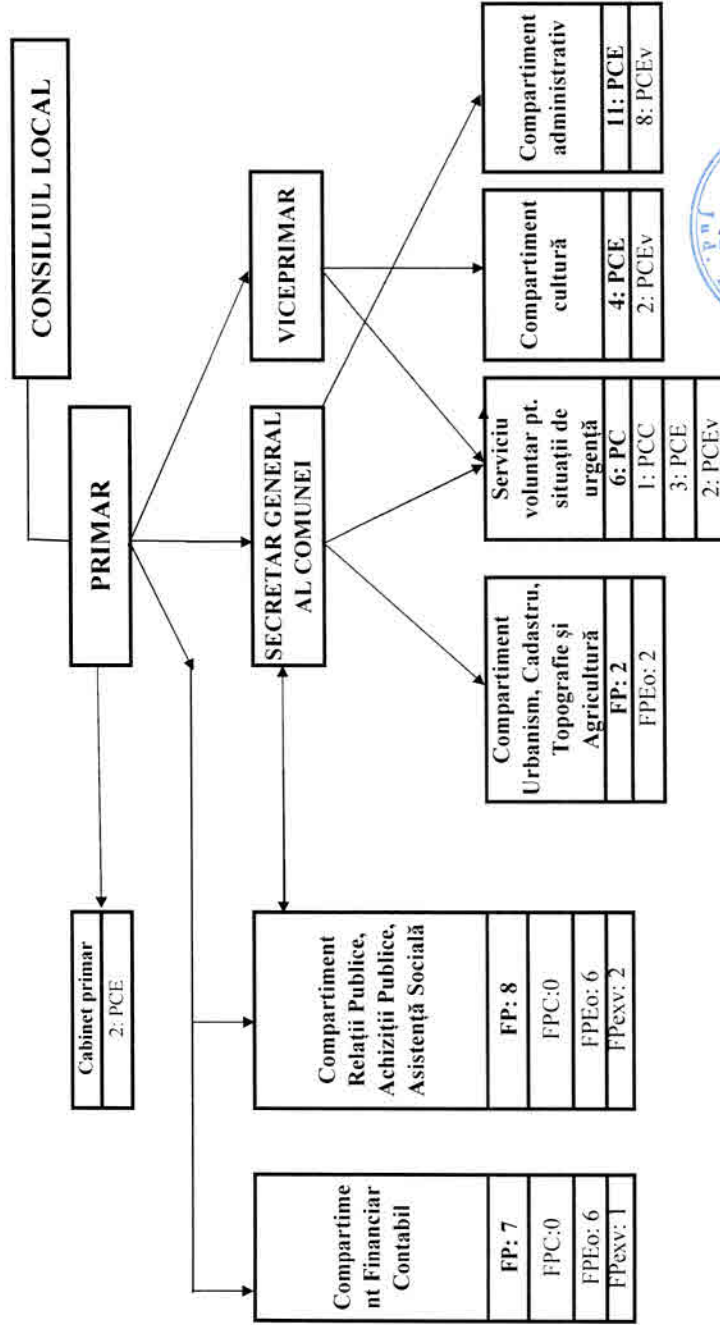 CONSILIUL LOCAL
PRIMAR
Cabinet primar
2: PCE
SECRETAR GENERAL
AL COMUNEI
VICEPRIMAR
Compartime
nt Financiar
Contabil
FP: 7
FPC:0
FPEo: 6
FPexv: 1
Compartiment
Relații Publice,
Achiziții Publice,
Asistență Socială
FP: 8
FPC:0
FPEo: 6
FPexv: 2
Compartiment
Urbanism, Cadastru,
Topografie și
Agricultură
FP: 2
FPEo: 2
Serviciu
voluntar pt.
situații de
urgență
6: PC
1: PCC
3: PCE
2: PCEv
Compartiment
cultură
4: PCE
2: PCEv
Compartiment
administrativ
11: PCE
8: PCEv